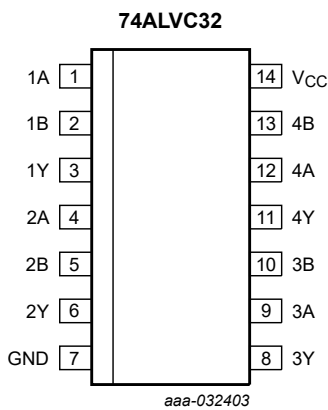 74ALVC32
1A 1 14 VCC
1B 2 13 4B
1Y 3 12 4A
2A 4 11 4Y
2B 5 10 3B
2Y 6 9 3A
GND 7 8 3Y
aaa-032403